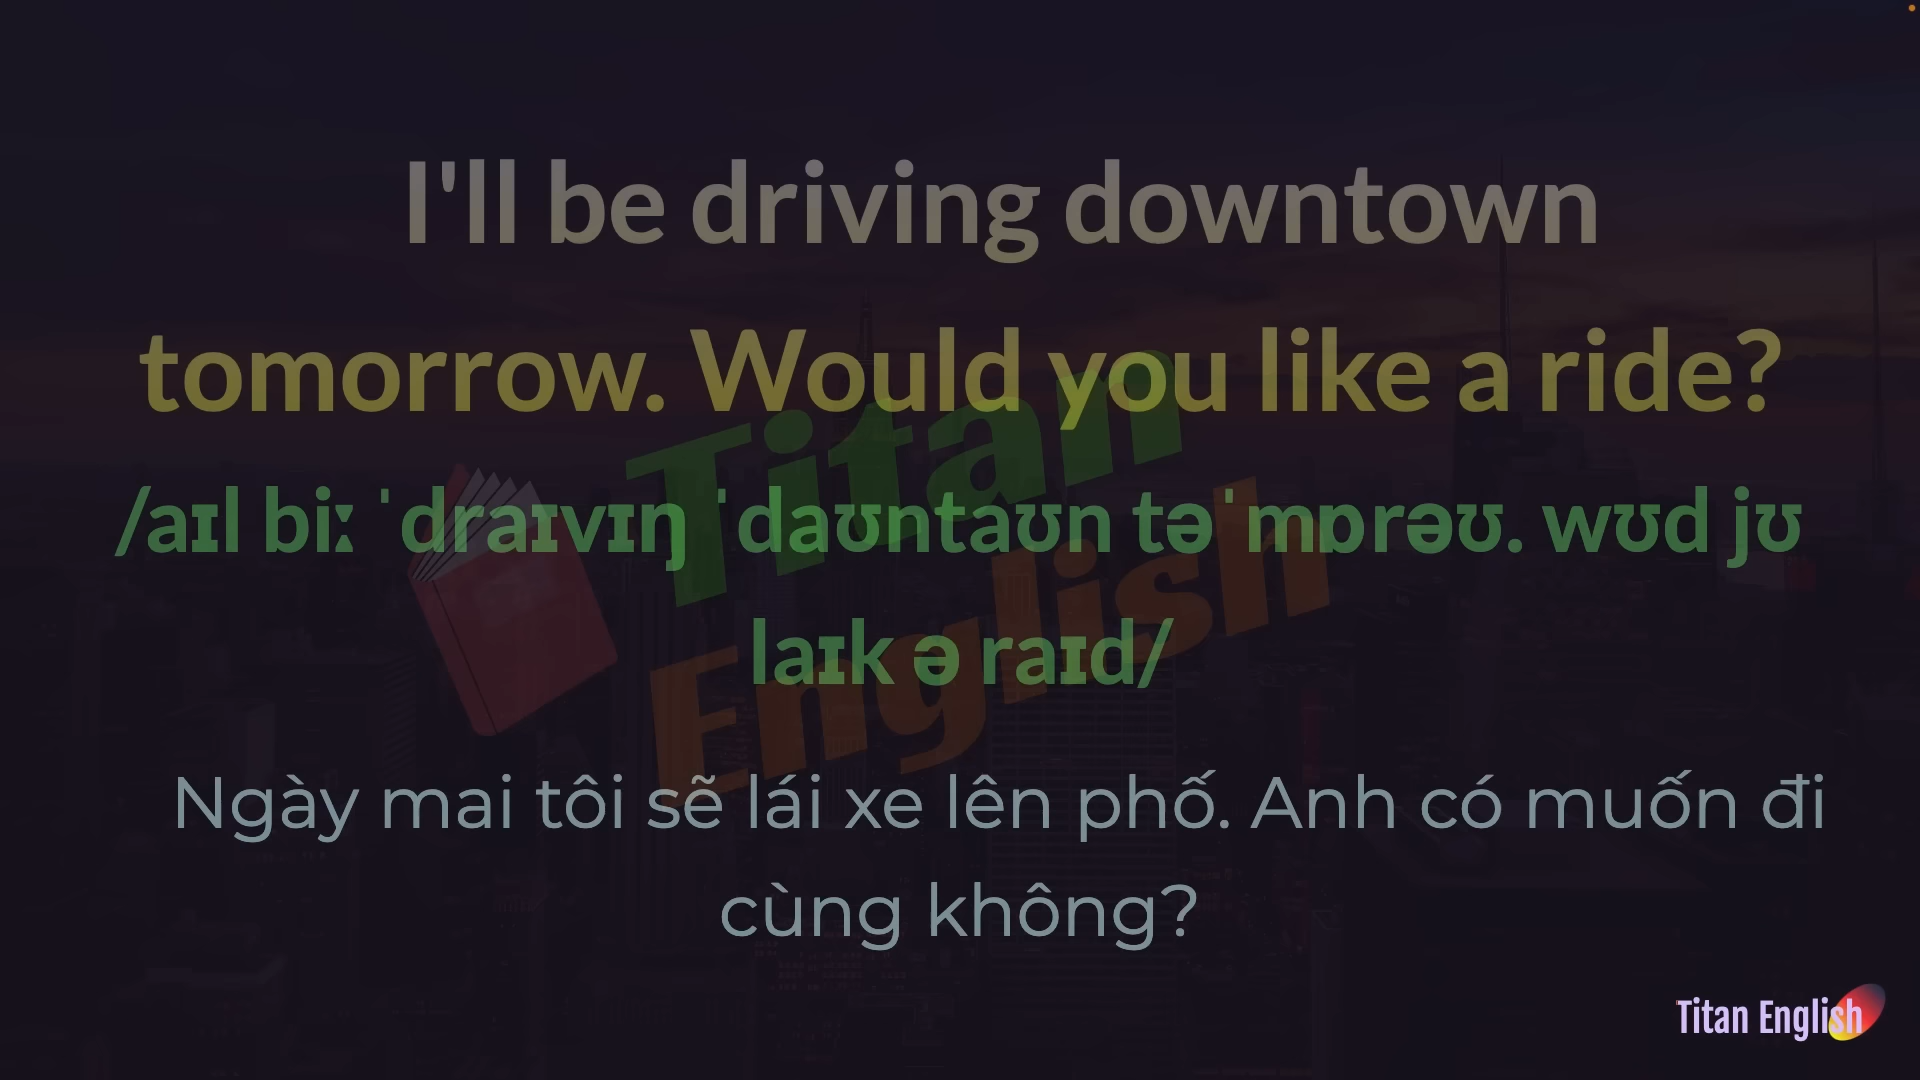 I'll be driving downtown
tomorrow. Would you like a ride?
/aɪl biː ˈdraɪvɪŋ ˈdaʊntaʊn təˈmɒrəʊ. wʊd jʊ
laɪk ə raɪd/
Titan
English
Ngày mai tôi sẽ lái xe lên phố. Anh có muốn đi
cùng không?
Titan English